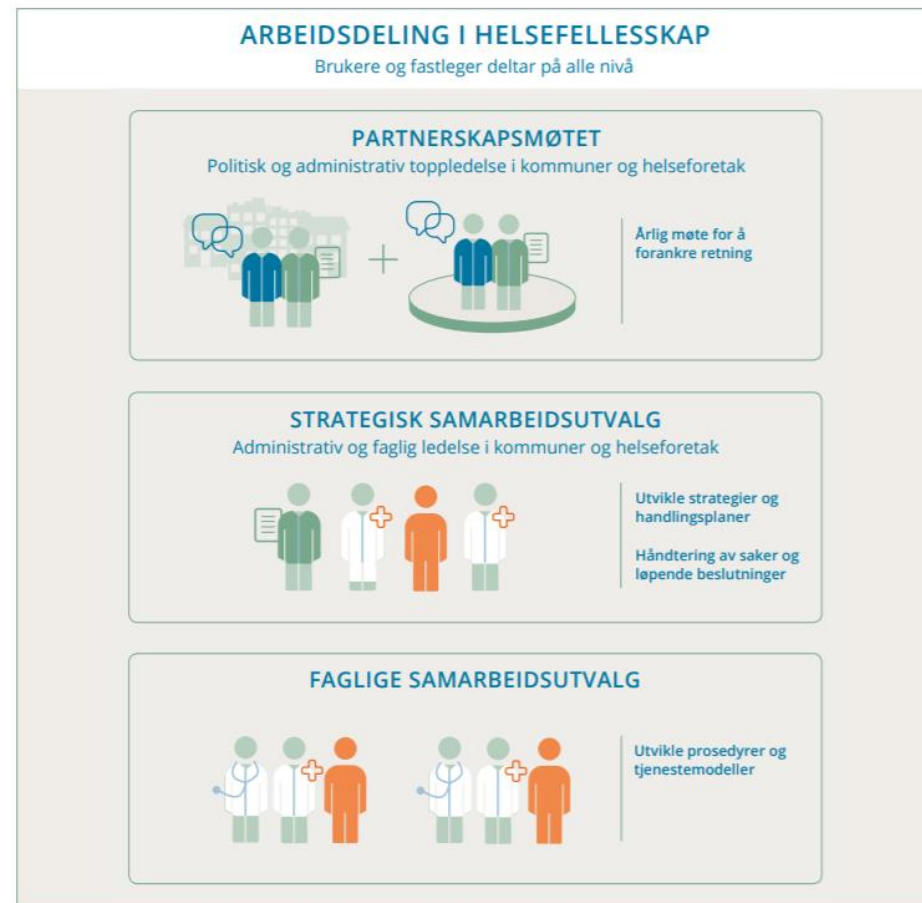 ARBEIDSDELING I HELSEFELLESSKAP
Brukere og fastleger deltar på alle nivå
PARTNERSKAPSMØTET
Politisk og administrativ toppledelse i kommuner og helseforetak
Årlig møte for å
forankre retning
STRATEGISK SAMARBEIDSUTVALG
Administrativ og faglig ledelse i kommuner og helseforetak
Utvikle strategier og
handlingsplaner
Håndtering av saker og
løpende beslutninger
FAGLIGE SAMARBEIDSUTVALG
Utvikle prosedyrer og
tjenestemodeller